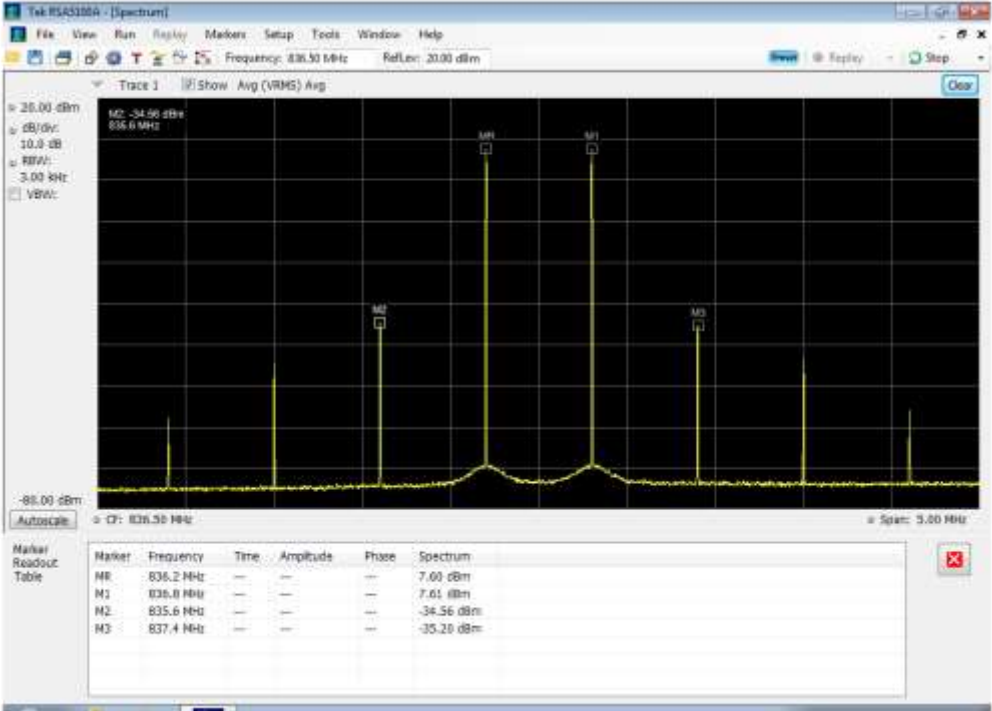 Tek RSA5100A - [Spectrum]
File View Run Replay Markers Setup Tools Window Help
Frequency: 836.50 MHz RefLev: 20.00 dBm Preset Replay Stop
Trace 1 Show Avg (VRMS) Avg Clear
20.00 dBm
dB/div:
10.0 dB
RBW:
3.00 kHz
VBW:
M2: -34.56 dBm
835.6 MHz
MR M1
M2 M3
-80.00 dBm
Autoscale CF: 836.50 MHz Span: 5.00 MHz
Marker
Readout
Table
Marker Frequency Time Amplitude Phase Spectrum
MR 836.2 MHz --- --- --- 7.60 dBm
M1 836.8 MHz --- --- --- 7.61 dBm
M2 835.6 MHz --- --- --- -34.56 dBm
M3 837.4 MHz --- --- --- -35.20 dBm